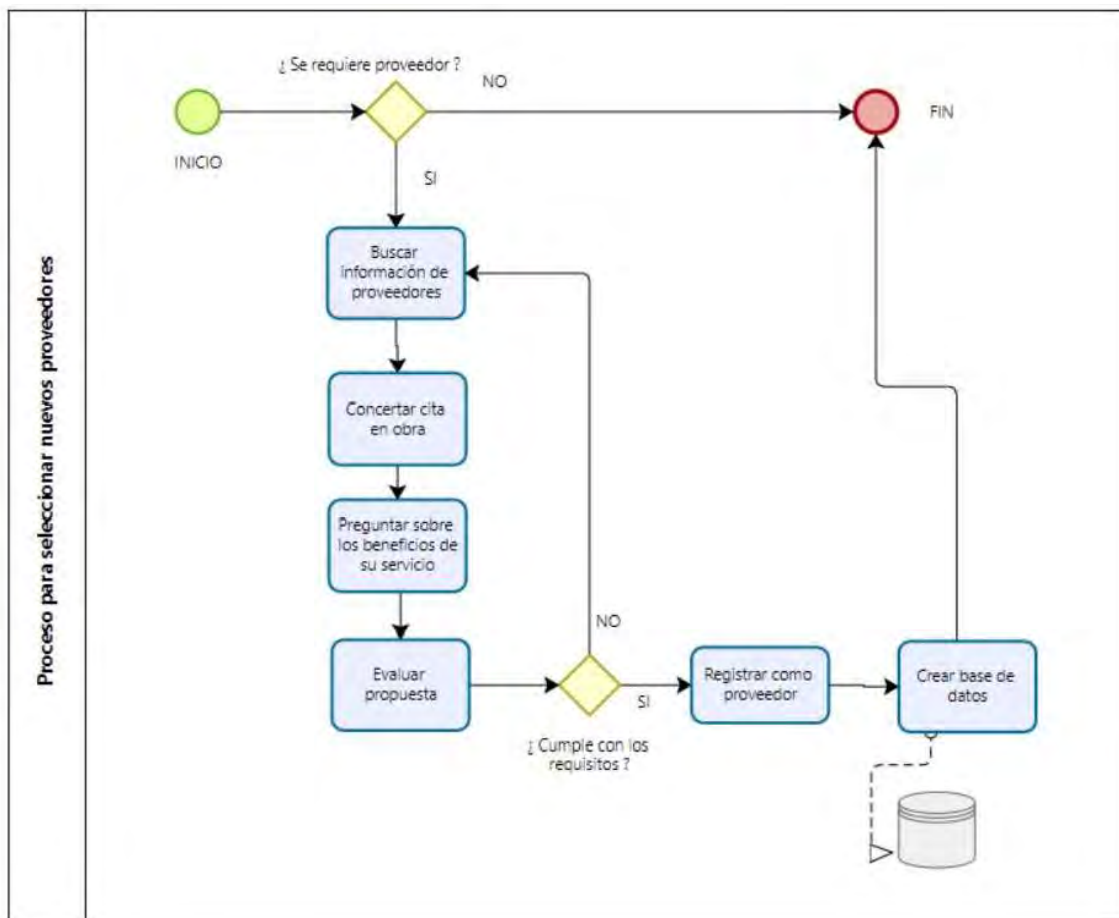 Proceso para seleccionar nuevos proveedores
¿ Se requiere proveedor ?
NO
INICIO
FIN
SI
Buscar
información de
proveedores
Concertar cita
en obra
Preguntar sobre
los beneficios de
su servicio
Evaluar
propuesta
NO
SI
¿ Cumple con los
requisitos ?
Registrar como
proveedor
Crear base de
datos